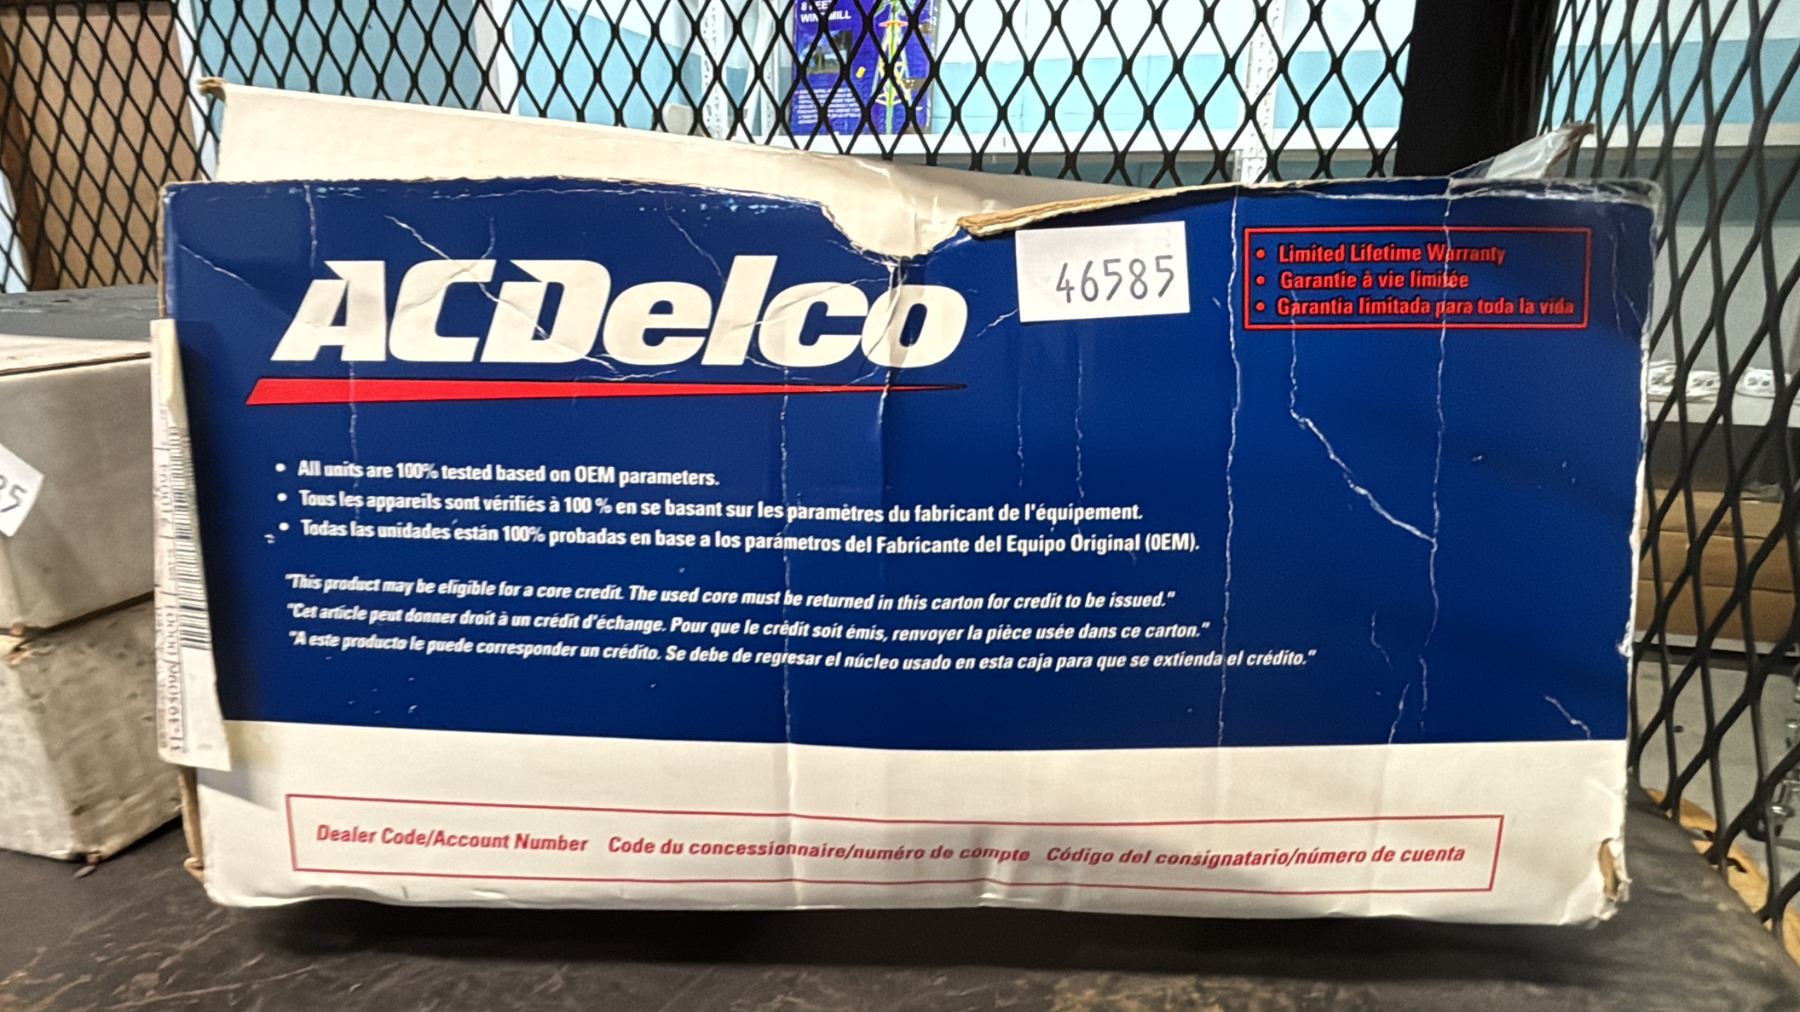 8 FEET
WINDMILL
ACDelco
46585
• Limited Lifetime Warranty
• Garantie à vie limitée
• Garantía limitada para toda la vida
• All units are 100% tested based on OEM parameters.
• Tous les appareils sont vérifiés à 100 % en se basant sur les paramètres du fabricant de l'équipement.
• Todas las unidades están 100% probadas en base a los parámetros del Fabricante del Equipo Original (OEM).
"This product may be eligible for a core credit. The used core must be returned in this carton for credit to be issued."
"Cet article peut donner droit à un crédit d'échange. Pour que le crédit soit émis, renvoyer la pièce usée dans ce carton."
"A este producto le puede corresponder un crédito. Se debe de regresar el núcleo usado en esta caja para que se extienda el crédito."
Dealer Code/Account Number Code du concessionnaire/numéro de compte Código del consignatario/número de cuenta